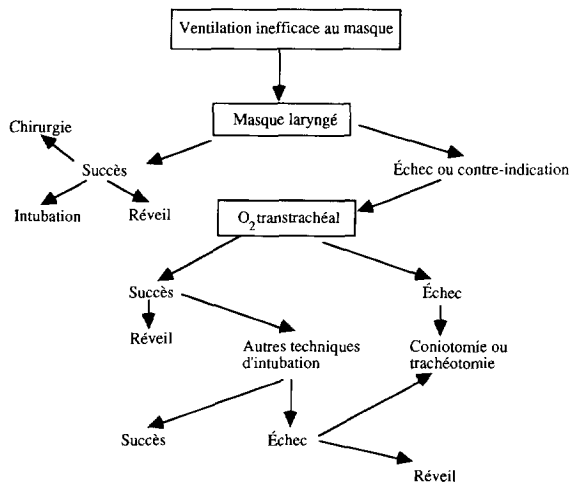 Ventilation inefficace au masque
Masque laryngé
Chirurgie
Succès
Échec ou contre-indication
Intubation
Réveil
O2 transtrachéal
Succès
Échec
Réveil
Autres techniques
d'intubation
Coniotomie ou
trachéotomie
Succès
Échec
Réveil